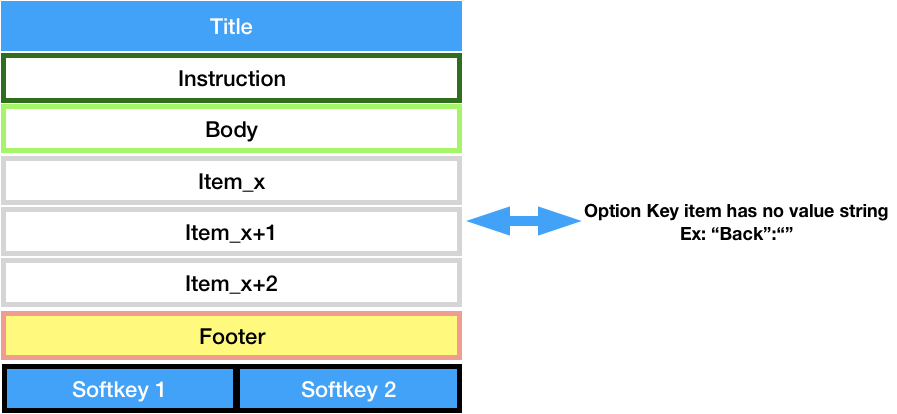 Title
Instruction
Body
Item_x
Item_x+1
Item_x+2
Option Key item has no value string
Ex: “Back”:“”
Footer
Softkey 1
Softkey 2